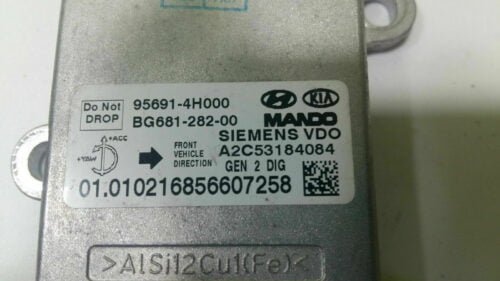 Do Not
DROP
95691-4H000
BG681-282-00
KIA
MANDO
SIEMENS VDO
A2C53184084
GEN 2 DIG
+ACC
+YAW
FRONT
VEHICLE
DIRECTION
01.010216856607258
>AlSi12Cu1(Fe)<